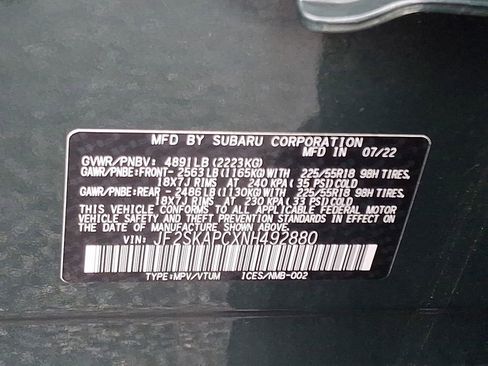 MFD BY SUBARU CORPORATION
GVWR/PNBV: 4891LB(2223KG) MFD IN 07/22
GAWR/PNBE:FRONT- 2563LB(1165KG)WITH 225/55R18 98H TIRES,
18X7J RIMS AT 240 KPA(35 PSI)COLD
GAWR/PNBE:REAR -2486LB(1130KG)WITH 225/55R18 98H TIRES,
18X7J RIMS AT 230 KPA(33 PSI)COLD
THIS VEHICLE CONFORMS TO ALL APPLICABLE FEDERAL MOTOR
VEHICLE SAFETY AND THEFT PREVENTION STANDARDS IN EFFECT
ON THE DATE OF MANUFACTURE SHOWN ABOVE.
VIN: JF2SKAPCXNH492880
TYPE:MPV/VTUM ICES/NMB-002